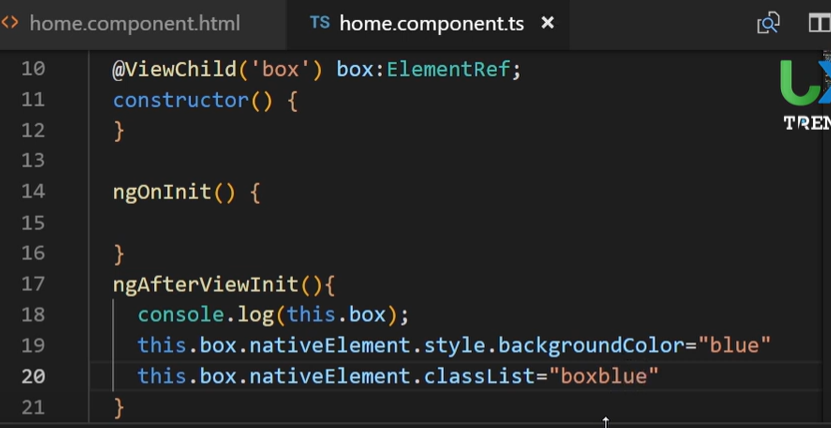 <> home.component.html
TS home.component.ts ×
10 @ViewChild('box') box:ElementRef;
11 constructor() {
12 }
13
14 ngOnInit() {
15
16 }
17 ngAfterViewInit(){
18 console.log(this.box);
19 this.box.nativeElement.style.backgroundColor="blue"
20 this.box.nativeElement.classList="boxblue"
21 }
TREN